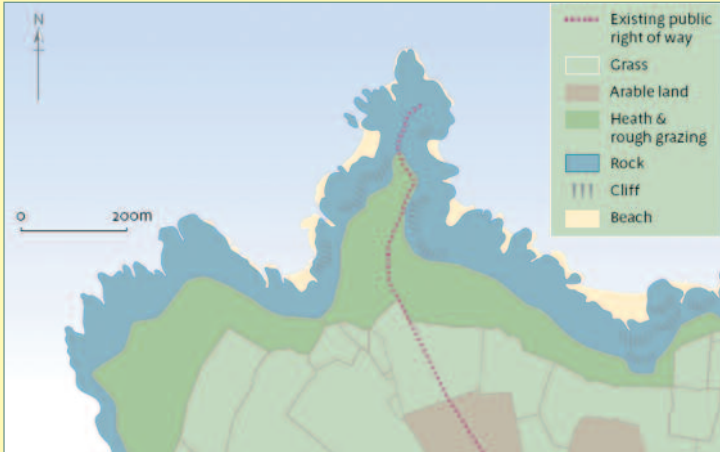 N
0 200m
Existing public
right of way
Grass
Arable land
Heath &
rough grazing
Rock
Cliff
Beach